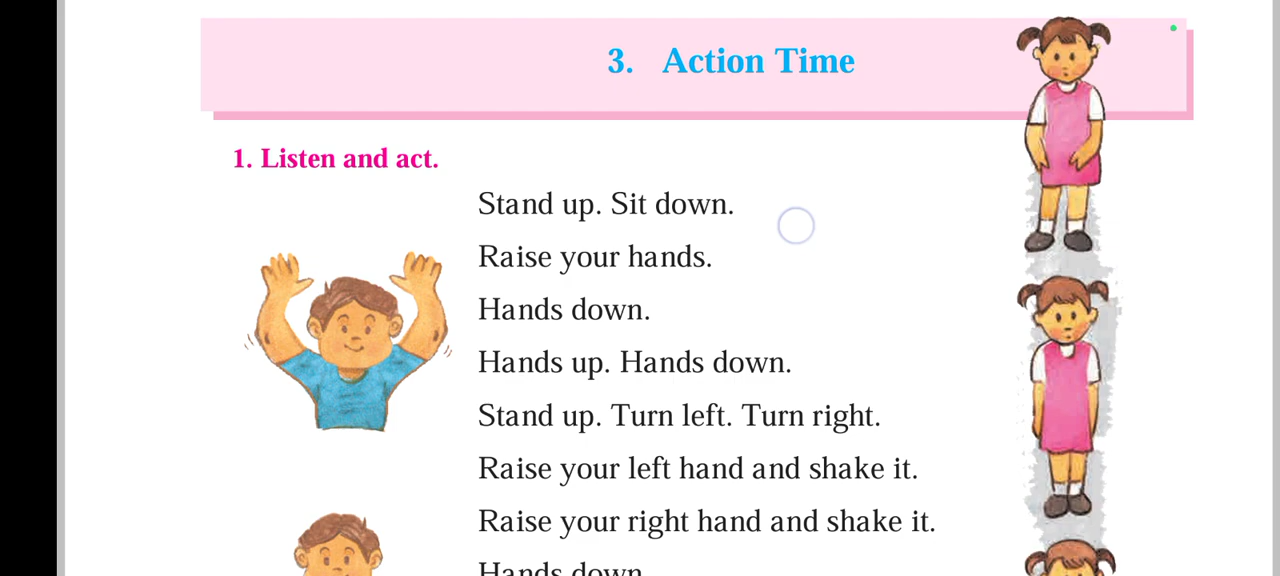 3. Action Time
1. Listen and act.
Stand up. Sit down.
Raise your hands.
Hands down.
Hands up. Hands down.
Stand up. Turn left. Turn right.
Raise your left hand and shake it.
Raise your right hand and shake it.
Hands down